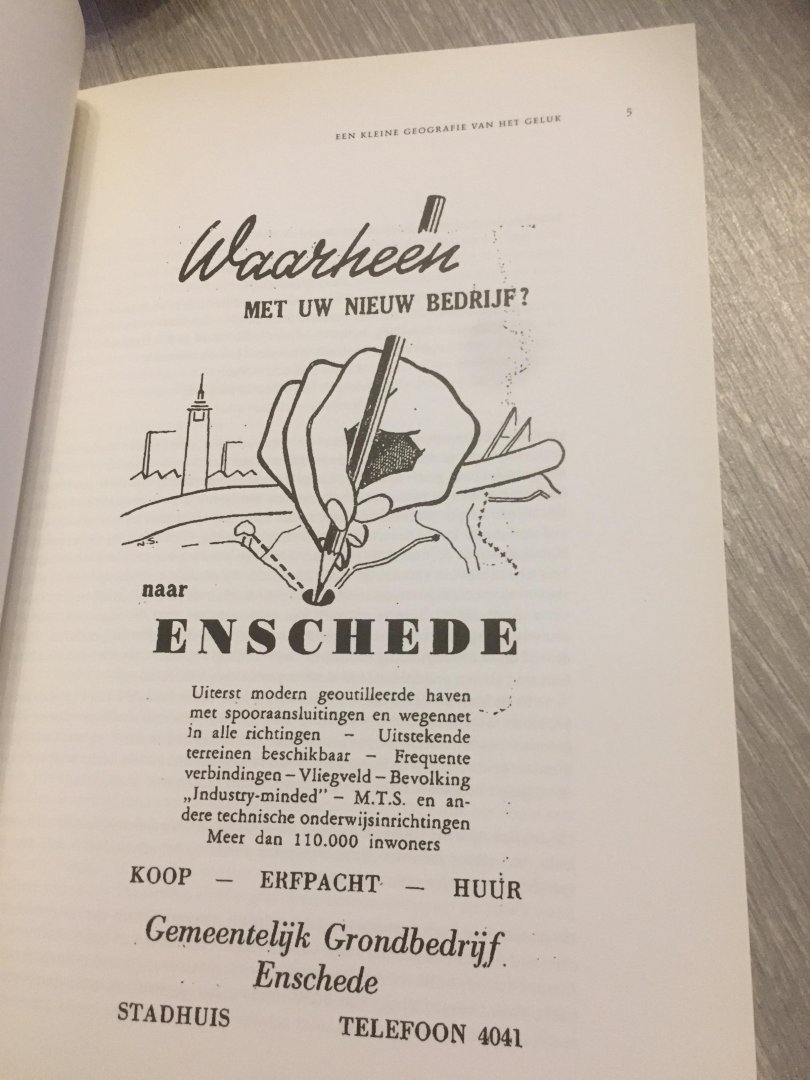 EEN KLEINE GEOGRAFIE VAN HET GELUK 5
Waarheen
MET UW NIEUW BEDRIJF?
N.S.
naar
ENSCHEDE
Uiterst modern geoutilleerde haven
met spooraansluitingen en wegennet
in alle richtingen — Uitstekende
terreinen beschikbaar — Frequente
verbindingen – Vliegveld – Bevolking
„Industry-minded” – M.T.S. en an-
dere technische onderwijsinrichtingen
Meer dan 110.000 inwoners
KOOP — ERFPACHT — HUUR
Gemeentelijk Grondbedrijf
Enschede
STADHUIS TELEFOON 4041